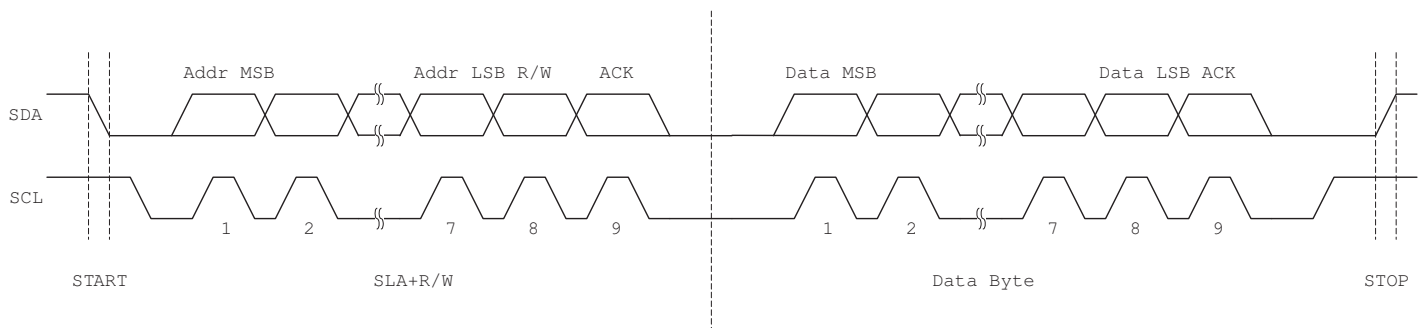 Addr MSB Addr LSB R/W ACK Data MSB Data LSB ACK
SDA
SCL
1 2 7 8 9 1 2 7 8 9
START SLA+R/W Data Byte STOP